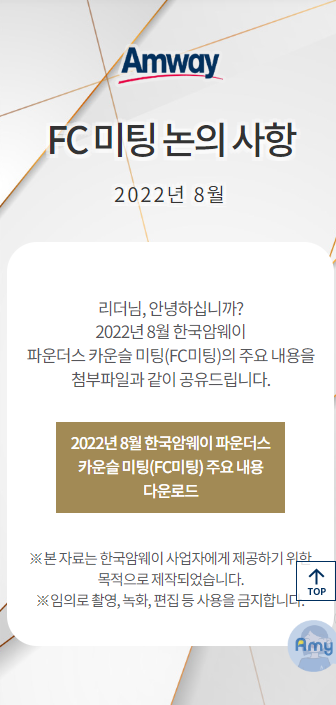 Amway
FC 미팅 논의 사항
2022년 8월
리더님, 안녕하십니까?
2022년 8월 한국암웨이
파운더스 카운슬 미팅(FC미팅)의 주요 내용을
첨부파일과 같이 공유드립니다.
2022년 8월 한국암웨이 파운더스
카운슬 미팅(FC미팅) 주요 내용
다운로드
※본 자료는 한국암웨이 사업자에게 제공하기 위한
목적으로 제작되었습니다.
※임의로 촬영, 녹화, 편집 등 사용을 금지합니다.
TOP
Amy